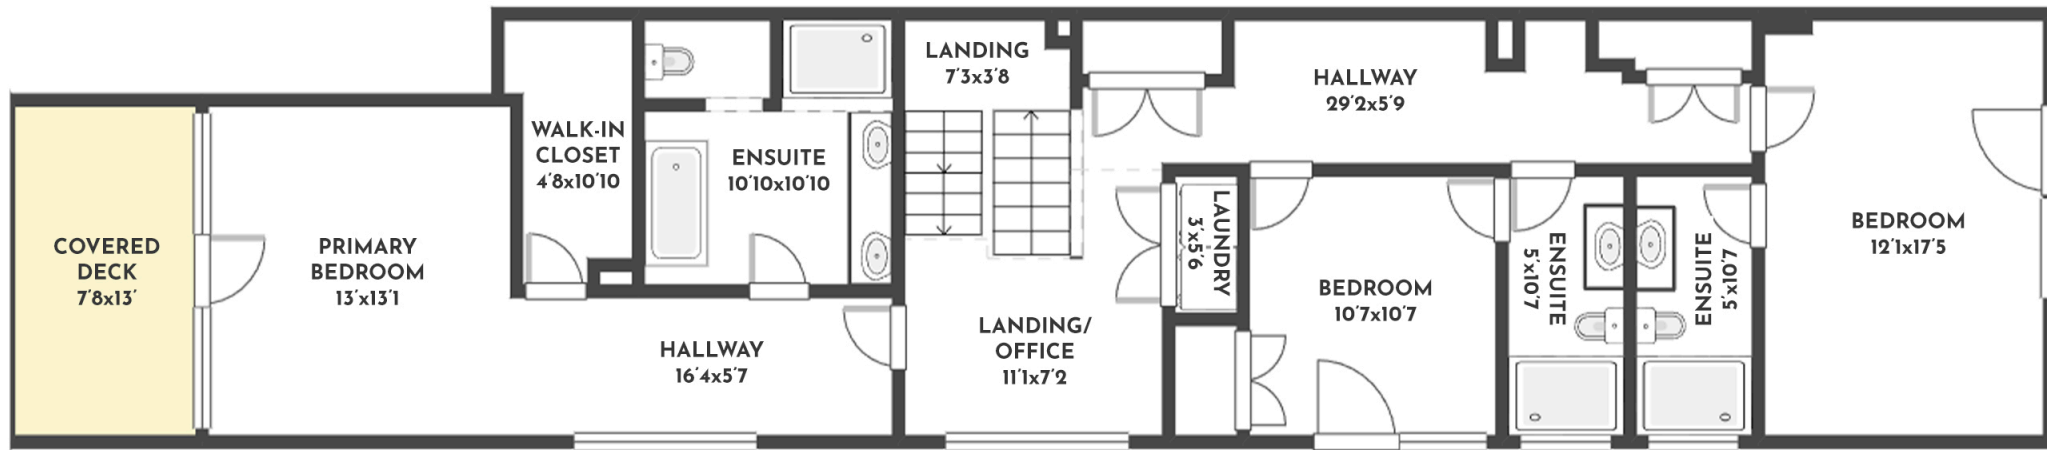 COVERED
DECK
7'8x13'
PRIMARY
BEDROOM
13'x13'1
WALK-IN
CLOSET
4'8x10'10
ENSUITE
10'10x10'10
HALLWAY
16'4x5'7
LANDING
7'3x3'8
LANDING/
OFFICE
11'1x7'2
LAUNDRY
3'x5'6
HALLWAY
29'2x5'9
BEDROOM
10'7x10'7
ENSUITE
5'x10'7
ENSUITE
5'x10'7
BEDROOM
12'1x17'5